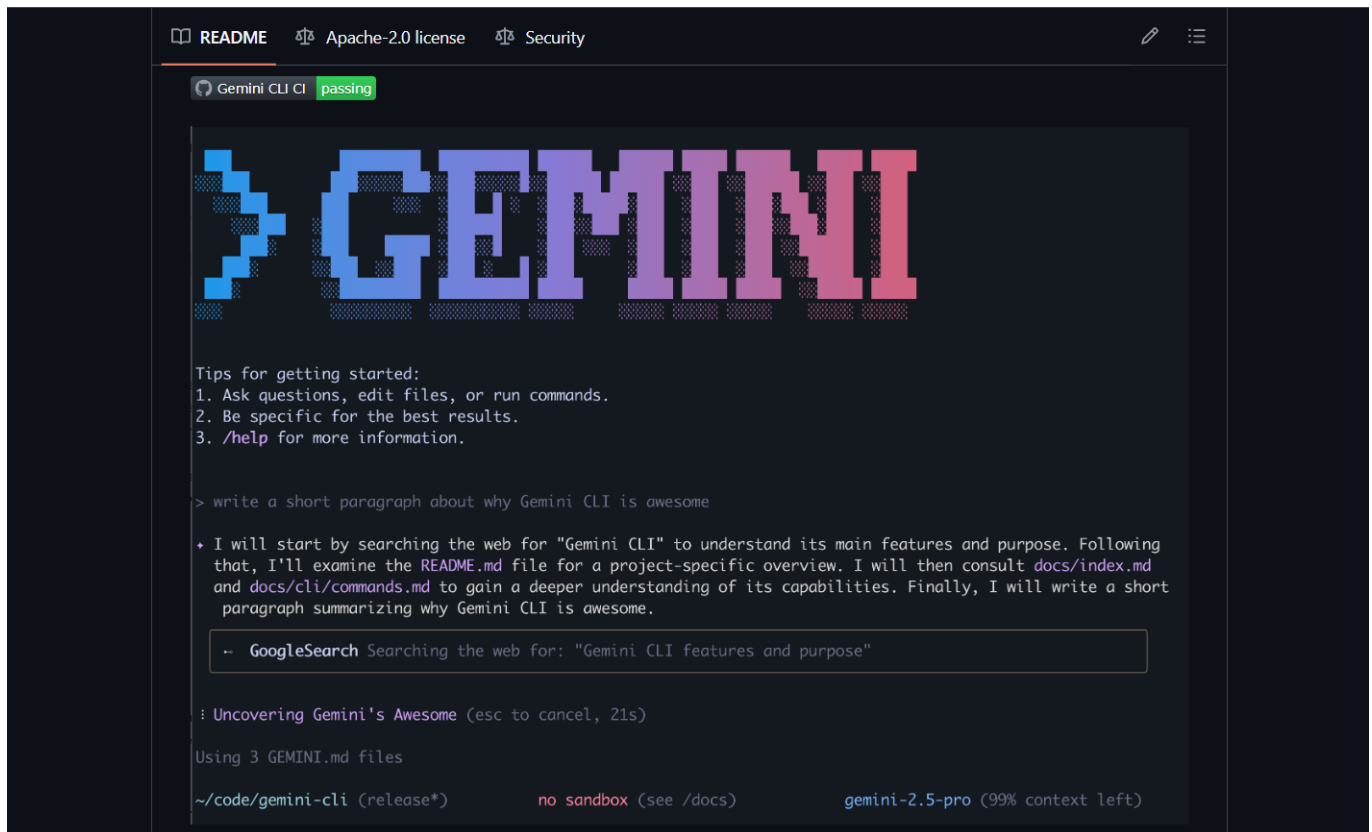 README Apache-2.0 license Security
Gemini CLI CI passing
> GEMINI
Tips for getting started:
1. Ask questions, edit files, or run commands.
2. Be specific for the best results.
3. /help for more information.
> write a short paragraph about why Gemini CLI is awesome
✦ I will start by searching the web for "Gemini CLI" to understand its main features and purpose. Following
that, I'll examine the README.md file for a project-specific overview. I will then consult docs/index.md
and docs/cli/commands.md to gain a deeper understanding of its capabilities. Finally, I will write a short
paragraph summarizing why Gemini CLI is awesome.
← GoogleSearch Searching the web for: "Gemini CLI features and purpose"
⠸ Uncovering Gemini's Awesome (esc to cancel, 21s)
Using 3 GEMINI.md files
~/code/gemini-cli (release*) no sandbox (see /docs) gemini-2.5-pro (99% context left)